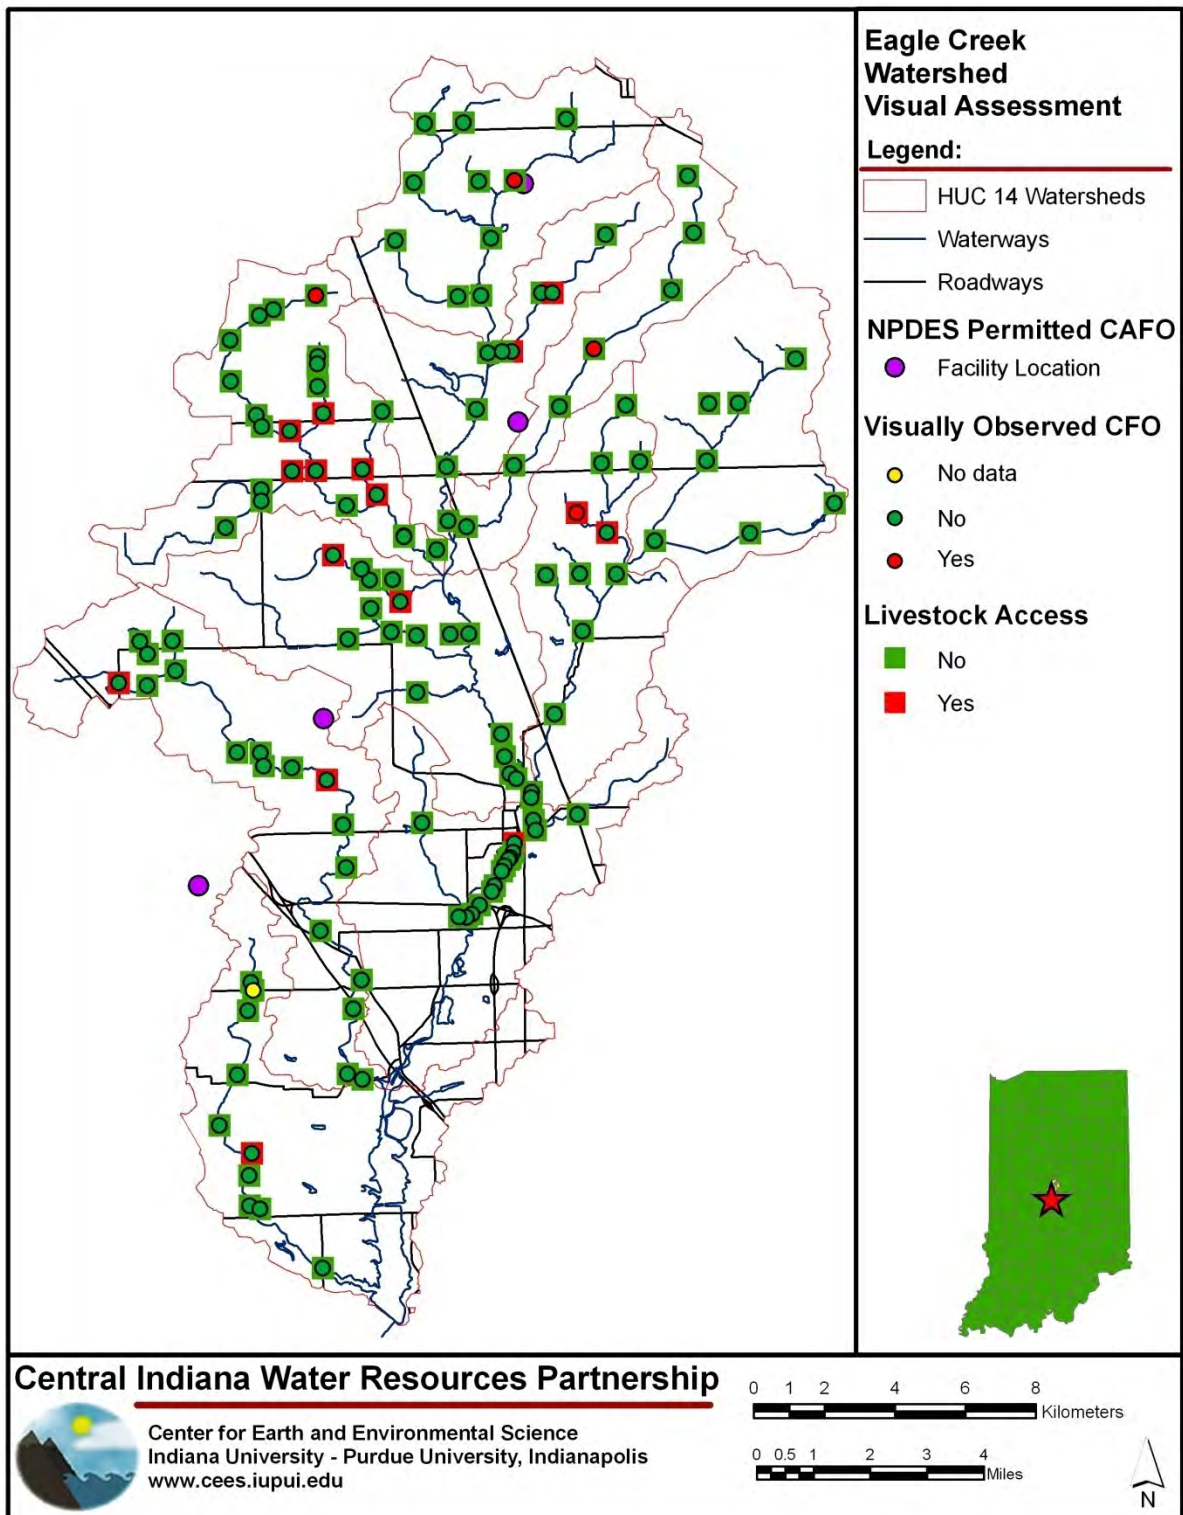 Eagle Creek
Watershed
Visual Assessment
Legend:
HUC 14 Watersheds
Waterways
Roadways
NPDES Permitted CAFO
Facility Location
Visually Observed CFO
No data
No
Yes
Livestock Access
No
Yes
Central Indiana Water Resources Partnership
Center for Earth and Environmental Science
Indiana University - Purdue University, Indianapolis
www.cees.iupui.edu
0 1 2 4 6 8
Kilometers
0 0.5 1 2 3 4
Miles
N